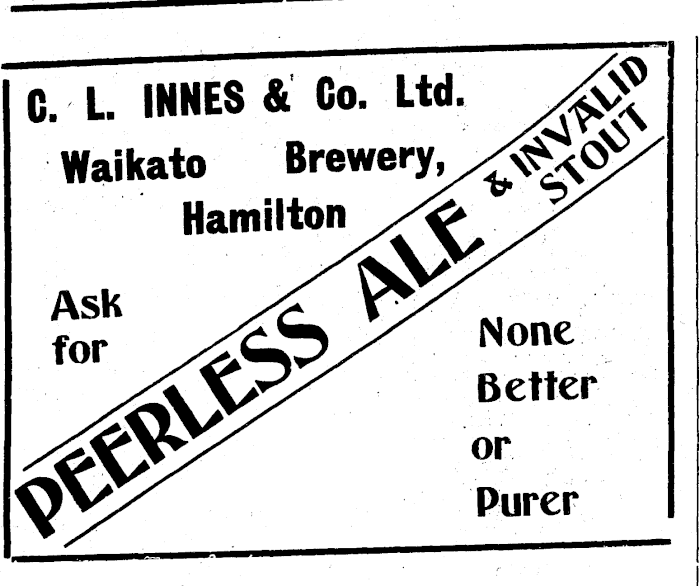 C. L. INNES & Co. Ltd.
Waikato Brewery,
Hamilton
Ask
for
PEERLESS ALE & INVALID
STOUT
None
Better
or
Purer